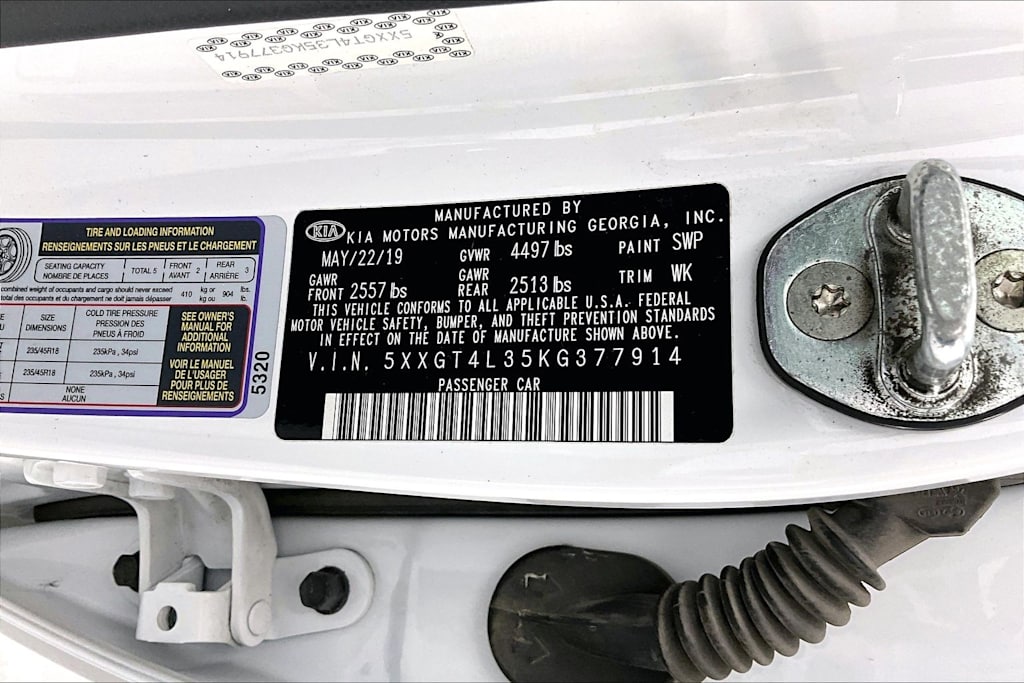 5XXGT4L35KG377914
TIRE AND LOADING INFORMATION
RENSEIGNEMENTS SUR LES PNEUS ET LE CHARGEMENT
SEATING CAPACITY
NOMBRE DE PLACES
TOTAL 5
FRONT
AVANT 2
REAR
ARRIÈRE 3
combined weight of occupants and cargo should never exceed
total des occupants et du chargement ne doit jamais dépasser
410 kg or
kg ou
904 lbs.
lb.
SIZE
DIMENSIONS
COLD TIRE PRESSURE
PRESSION DES
PNEUS À FROID
235/45R18
235kPa, 34psi
235/45R18
235kPa, 34psi
NONE
AUCUN
SEE OWNER'S
MANUAL FOR
ADDITIONAL
INFORMATION
VOIR LE MANUEL
DE L'USAGER
POUR PLUS DE
RENSEIGNEMENTS
5320
MANUFACTURED BY
KIA KIA MOTORS MANUFACTURING GEORGIA, INC.
MAY/22/19 GVWR 4497 lbs PAINT SWP
GAWR
FRONT 2557 lbs
GAWR
REAR 2513 lbs
TRIM WK
THIS VEHICLE CONFORMS TO ALL APPLICABLE U.S.A. FEDERAL
MOTOR VEHICLE SAFETY, BUMPER, AND THEFT PREVENTION STANDARDS
IN EFFECT ON THE DATE OF MANUFACTURE SHOWN ABOVE.
V.I.N. 5XXGT4L35KG377914
PASSENGER CAR